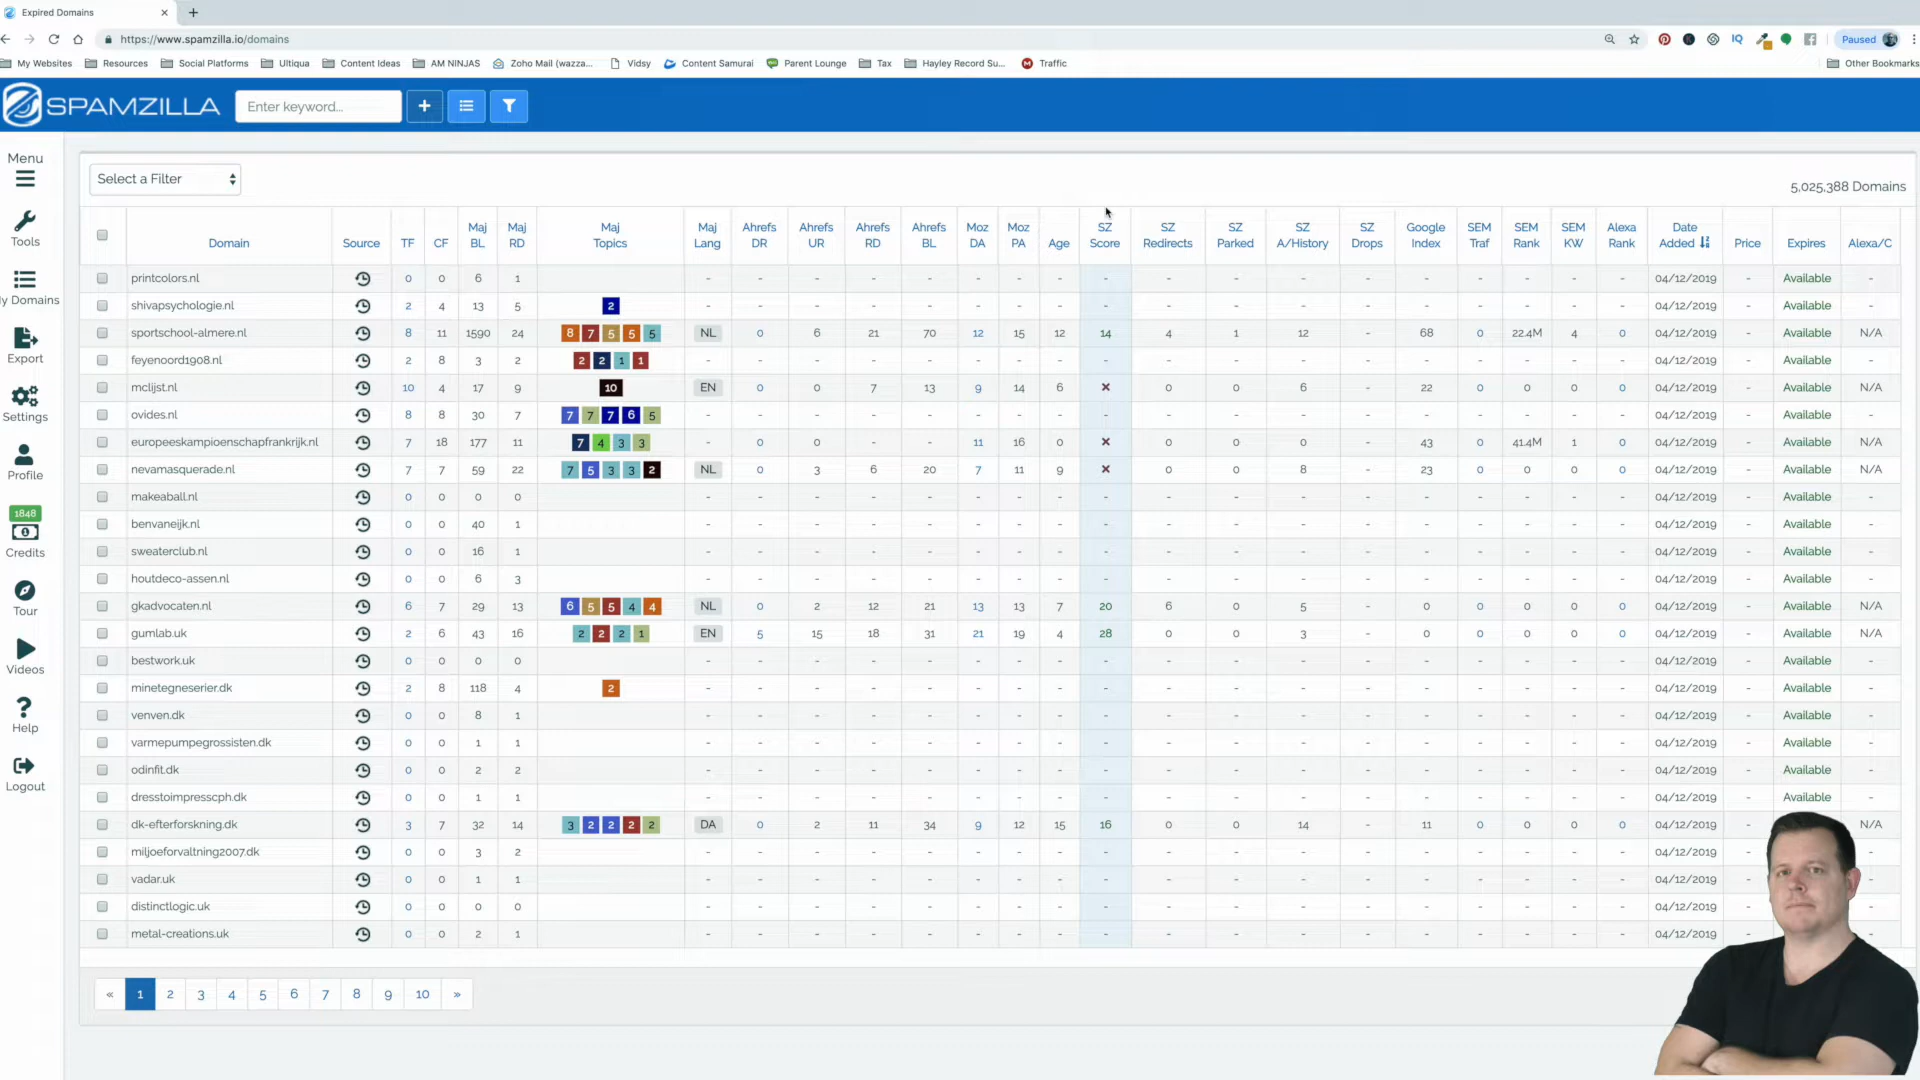 Expired Domains
https://www.spamzilla.io/domains
Paused
My Websites Resources Social Platforms Ultiqua Content Ideas AM NINJAS Zoho Mail (wazza... Vidsy Content Samurai Parent Lounge Tax Hayley Record Su... Traffic Other Bookmarks
SPAMZILLA Enter keyword...
Menu
Tools
y Domains
Export
Settings
Profile
1848
Credits
Tour
Videos
Help
Logout
Select a Filter
5,025,388 Domains
Domain Source TF CF Maj BL Maj RD Maj Topics Maj Lang Ahrefs DR Ahrefs UR Ahrefs RD Ahrefs BL Moz DA Moz PA Age SZ Score SZ Redirects SZ Parked SZ A/History SZ Drops Google Index SEM Traf SEM Rank SEM KW Alexa Rank Date Added Price Expires Alexa/C
printcolors.nl 0 0 6 1 - - - - - - - - - - - - - - - - - - 04/12/2019 - Available -
shivapsychologie.nl 2 4 13 5 2 - - - - - - - - - - - - - - - - - - 04/12/2019 - Available -
sportschool-almere.nl 8 11 1590 24 8 7 5 5 5 NL 0 6 21 70 12 15 12 14 4 1 12 - 68 0 22.4M 4 0 04/12/2019 - Available N/A
feyenoord1908.nl 2 8 3 2 2 2 1 1 - - - - - - - - - - - - - - - - - - 04/12/2019 - Available -
mclijst.nl 10 4 17 9 10 EN 0 0 7 13 9 14 6 × 0 0 6 - 22 0 0 0 0 04/12/2019 - Available N/A
ovides.nl 8 8 30 7 7 7 7 6 5 - - - - - - - - - - - - - - - - - - 04/12/2019 - Available -
europeeskampioenschapfrankrijk.nl 7 18 177 11 7 4 3 3 - 0 0 - - 11 16 0 × 0 0 0 - 43 0 41.4M 1 0 04/12/2019 - Available N/A
nevamasquerade.nl 7 7 59 22 7 5 3 3 2 NL 0 3 6 20 7 11 9 × 0 0 8 - 23 0 0 0 0 04/12/2019 - Available N/A
makeaball.nl 0 0 0 0 - - - - - - - - - - - - - - - - - - 04/12/2019 - Available -
benvaneijk.nl 0 0 40 1 - - - - - - - - - - - - - - - - - - 04/12/2019 - Available -
sweaterclub.nl 0 0 16 1 - - - - - - - - - - - - - - - - - - 04/12/2019 - Available -
houtdeco-assen.nl 0 0 6 3 - - - - - - - - - - - - - - - - - - 04/12/2019 - Available -
gkadvocaten.nl 6 7 29 13 6 5 5 4 4 NL 0 2 12 21 13 13 7 20 6 0 5 - 0 0 0 0 0 04/12/2019 - Available N/A
gumlab.uk 2 6 43 16 2 2 2 1 EN 5 15 18 31 21 19 4 28 0 0 3 - 0 0 0 0 0 04/12/2019 - Available N/A
bestwork.uk 0 0 0 0 - - - - - - - - - - - - - - - - - - 04/12/2019 - Available -
minetegneserier.dk 2 8 118 4 2 - - - - - - - - - - - - - - - - - - 04/12/2019 - Available -
venven.dk 0 0 8 1 - - - - - - - - - - - - - - - - - - 04/12/2019 - Available -
varmepumpegrossisten.dk 0 0 1 1 - - - - - - - - - - - - - - - - - - 04/12/2019 - Available -
odinfit.dk 0 0 2 2 - - - - - - - - - - - - - - - - - - 04/12/2019 - Available -
dresstoimpresscph.dk 0 0 1 1 - - - - - - - - - - - - - - - - - - 04/12/2019 - Available -
dk-efterforskning.dk 3 7 32 14 3 2 2 2 2 DA 0 2 11 34 9 12 15 16 0 0 14 - 11 0 0 0 0 04/12/2019 - N/A
miljoeforvaltning2007.dk 0 0 3 2 - - - - - - - - - - - - - - - - - - 04/12/2019 - -
vadar.uk 0 0 1 1 - - - - - - - - - - - - - - - - - - 04/12/2019 - -
distinctlogic.uk 0 0 0 0 - - - - - - - - - - - - - - - - - - 04/12/2019 - -
metal-creations.uk 0 0 2 1 - - - - - - - - - - - - - - - - - - 04/12/2019 -
« 1 2 3 4 5 6 7 8 9 10 »